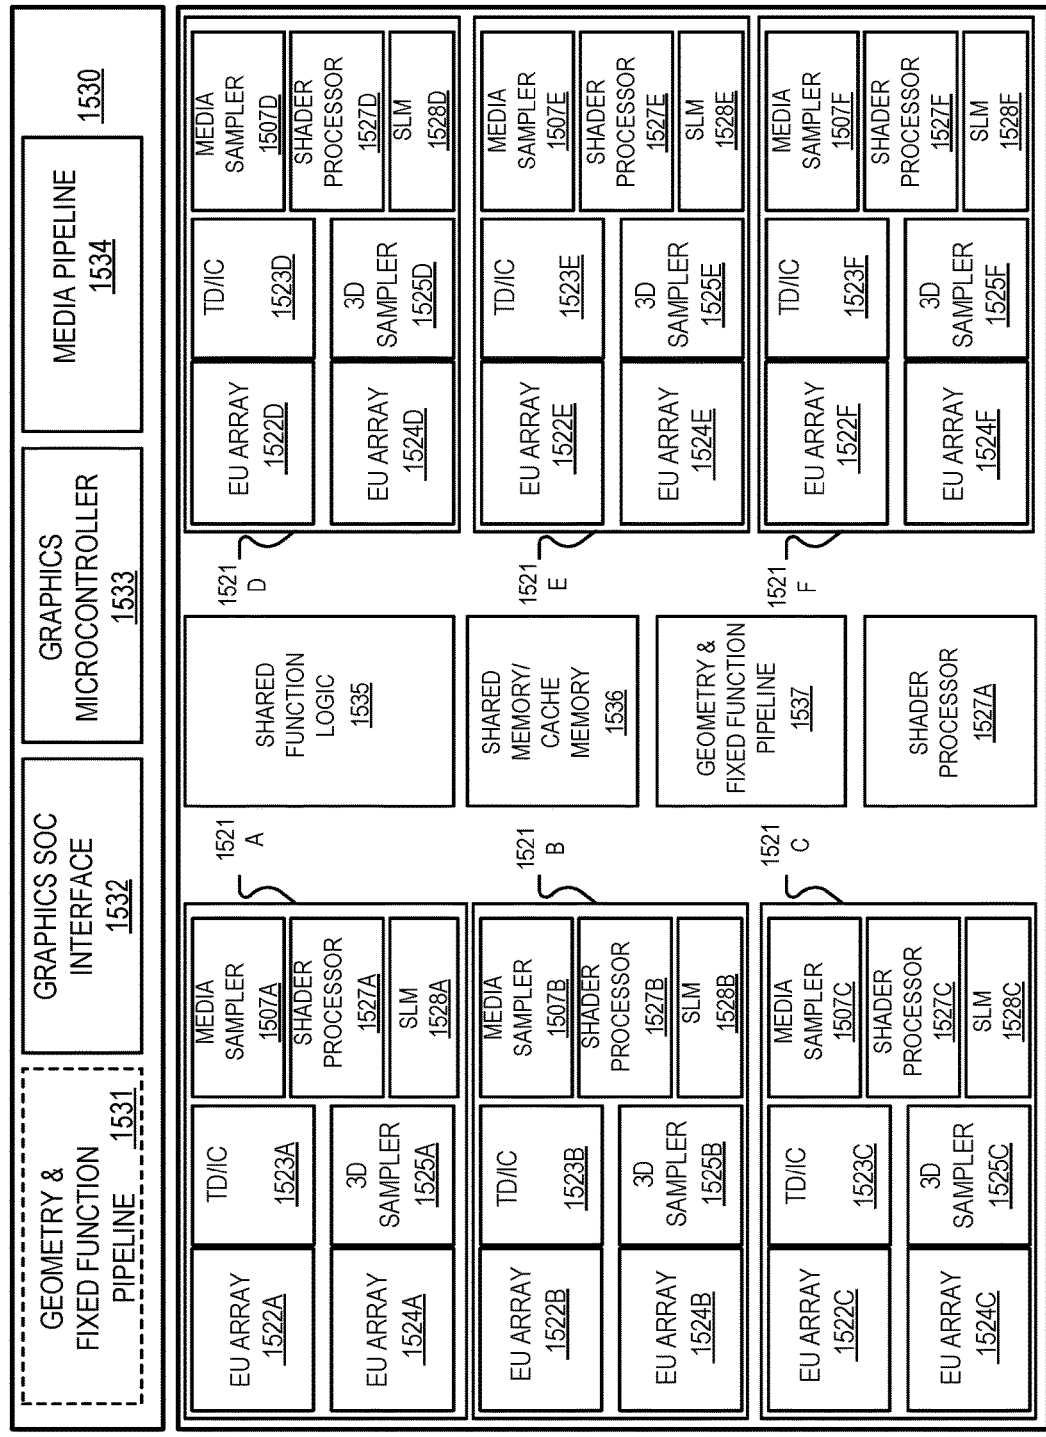 GEOMETRY &
FIXED FUNCTION
PIPELINE
1531
GRAPHICS SOC
INTERFACE
1532
GRAPHICS
MICROCONTROLLER
1533
MEDIA PIPELINE
1534
1530
EU ARRAY
1522A
TD/IC
1523A
MEDIA
SAMPLER
1507A
SHADER
PROCESSOR
1527A
SLM
1528A
EU ARRAY
1524A
3D
SAMPLER
1525A
1521
A
SHARED
FUNCTION
LOGIC
1535
1521
D
EU ARRAY
1522D
TD/IC
1523D
MEDIA
SAMPLER
1507D
SHADER
PROCESSOR
1527D
SLM
1528D
EU ARRAY
1524D
3D
SAMPLER
1525D
EU ARRAY
1522B
TD/IC
1523B
MEDIA
SAMPLER
1507B
SHADER
PROCESSOR
1527B
SLM
1528B
EU ARRAY
1524B
3D
SAMPLER
1525B
1521
B
SHARED
MEMORY/
CACHE
MEMORY
1536
1521
E
EU ARRAY
1522E
TD/IC
1523E
MEDIA
SAMPLER
1507E
SHADER
PROCESSOR
1527E
SLM
1528E
EU ARRAY
1524E
3D
SAMPLER
1525E
GEOMETRY &
FIXED FUNCTION
PIPELINE
1537
EU ARRAY
1522C
TD/IC
1523C
MEDIA
SAMPLER
1507C
SHADER
PROCESSOR
1527C
SLM
1528C
EU ARRAY
1524C
3D
SAMPLER
1525C
1521
C
SHADER
PROCESSOR
1527A
1521
F
EU ARRAY
1522F
TD/IC
1523F
MEDIA
SAMPLER
1507F
SHADER
PROCESSOR
1527F
SLM
1528F
EU ARRAY
1524F
3D
SAMPLER
1525F